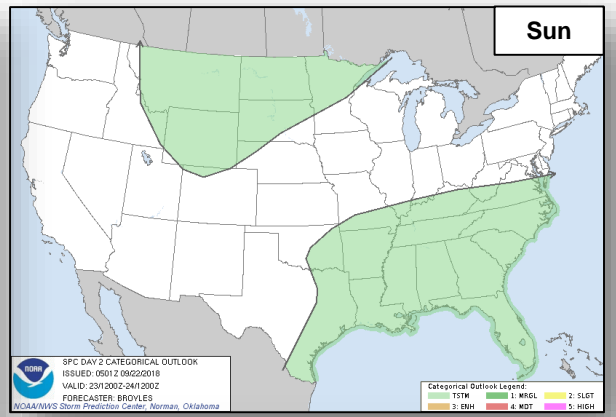 Sun
NOAA
SPC DAY 2 CATEGORICAL OUTLOOK
ISSUED: 0501Z 09/22/2018
VALID: 23/1200Z-24/1200Z
FORECASTER: BROYLES
NOAA/NWS Storm Prediction Center, Norman, Oklahoma
Categorical Outlook Legend:
TSTM 1: MRGL 2: SLGT
3: ENH 4: MDT 5: HIGH